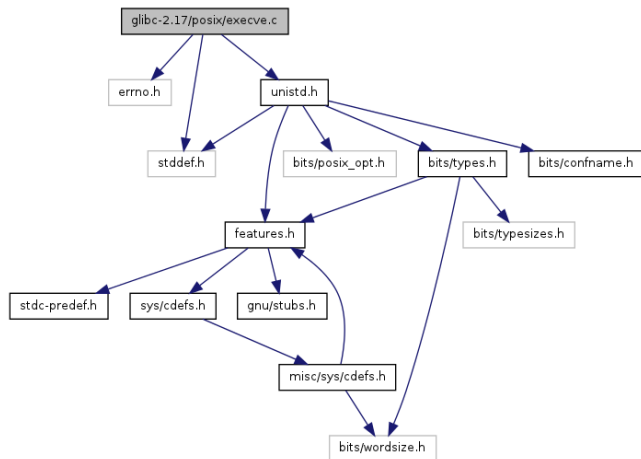 glibc-2.17/posix/execve.c
errno.h
unistd.h
stddef.h
bits/posix_opt.h
bits/types.h
bits/confname.h
features.h
bits/typesizes.h
stdc-predef.h
sys/cdefs.h
gnu/stubs.h
misc/sys/cdefs.h
bits/wordsize.h